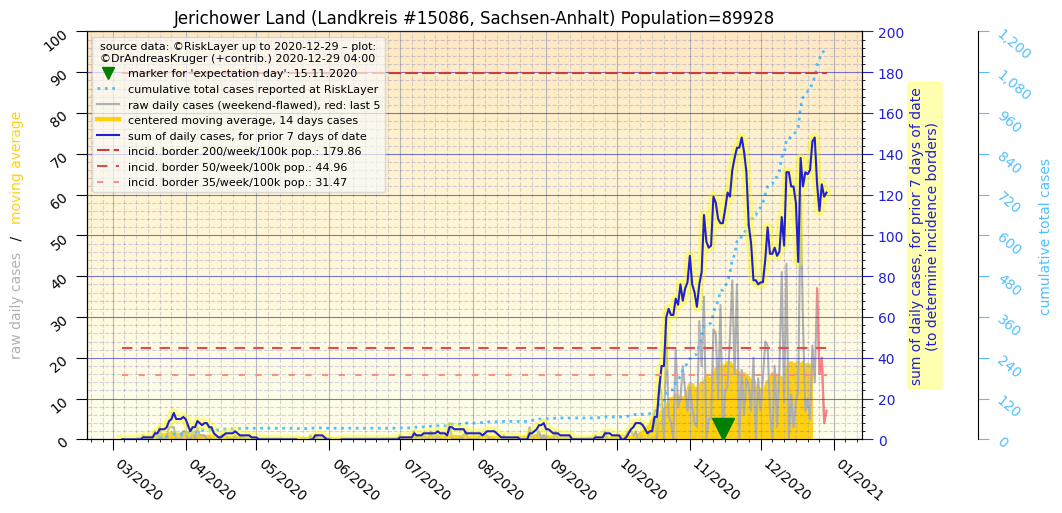 Jerichower Land (Landkreis #15086, Sachsen-Anhalt) Population=89928
source data: ©RiskLayer up to 2020-12-29 – plot:
©DrAndreasKruger (+contrib.) 2020-12-29 04:00
marker for 'expectation day': 15.11.2020
cumulative total cases reported at RiskLayer
raw daily cases (weekend-flawed), red: last 5
centered moving average, 14 days cases
sum of daily cases, for prior 7 days of date
incid. border 200/week/100k pop.: 179.86
incid. border 50/week/100k pop.: 44.96
incid. border 35/week/100k pop.: 31.47
raw daily cases / moving average
100
90
80
70
60
50
40
30
20
10
0
200
180
160
140
120
100
80
60
40
20
0
sum of daily cases, for prior 7 days of date
(to determine incidence borders)
1,200
1,080
960
840
720
600
480
360
240
120
0
cumulative total cases
03/2020
04/2020
05/2020
06/2020
07/2020
08/2020
09/2020
10/2020
11/2020
12/2020
01/2021